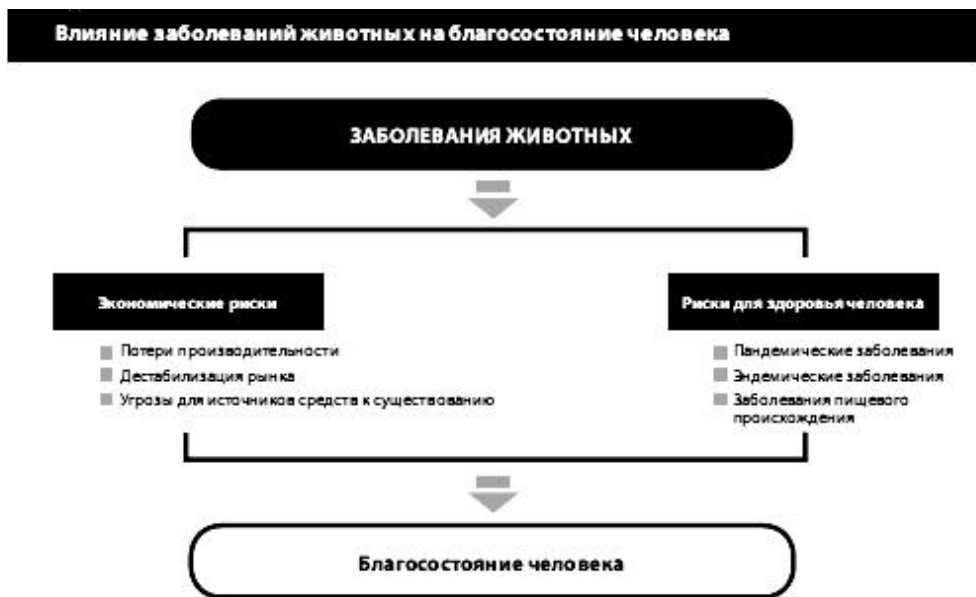 Влияние заболеваний животных на благосостояние человека
ЗАБОЛЕВАНИЯ ЖИВОТНЫХ
Экономические риски
Потери производительности
Дестабилизация рынка
Угрозы для источников средств к существованию
Риски для здоровья человека
Пандемические заболевания
Эндемические заболевания
Заболевания пищевого
происхождения
Благосостояние человека